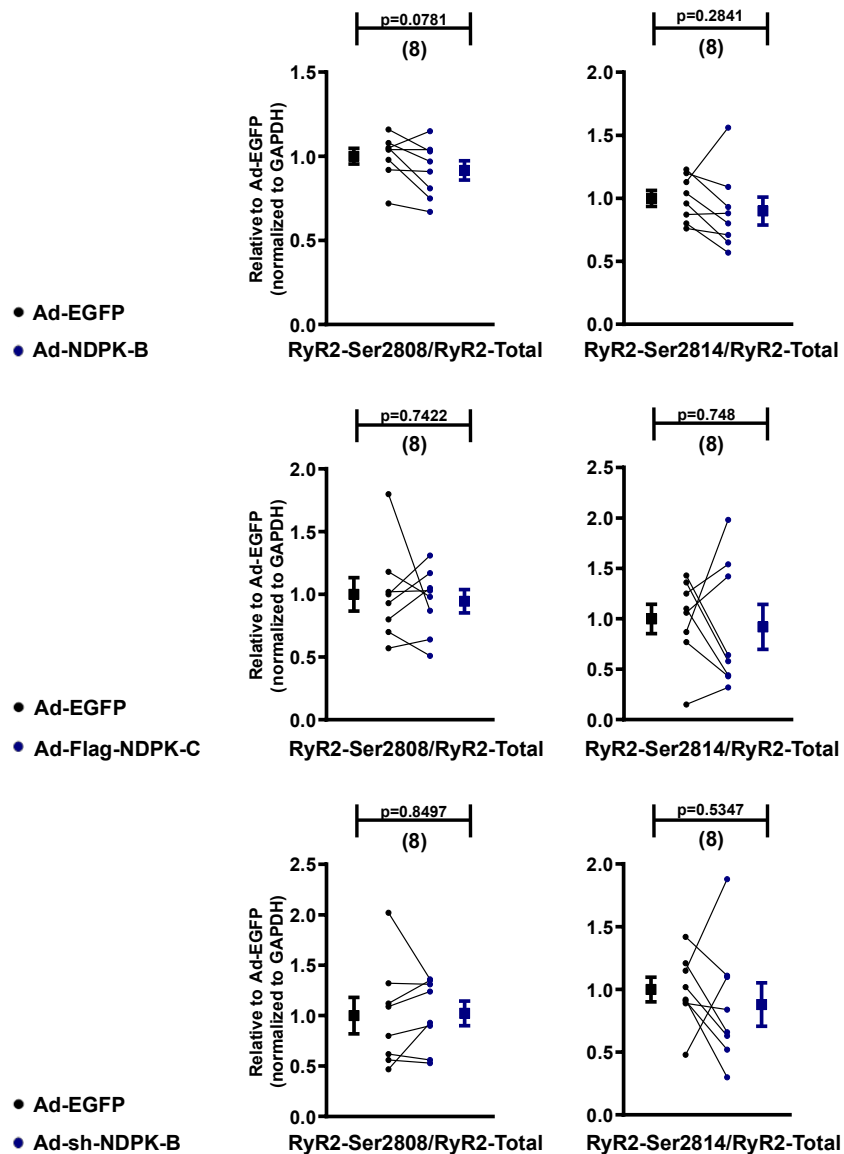 p=0.0781
p=0.2841
(8)
(8)
Relative to Ad-EGFP
(normalized to GAPDH)
1.5
1.0
0.5
0.0
2.0
1.5
1.0
0.5
0.0
Ad-EGFP
Ad-NDPK-B
RyR2-Ser2808/RyR2-Total
RyR2-Ser2814/RyR2-Total
p=0.7422
p=0.748
(8)
(8)
Relative to Ad-EGFP
(normalized to GAPDH)
2.0
1.5
1.0
0.5
0.0
2.5
2.0
1.5
1.0
0.5
0.0
Ad-EGFP
Ad-Flag-NDPK-C
RyR2-Ser2808/RyR2-Total
RyR2-Ser2814/RyR2-Total
p=0.8497
p=0.5347
(8)
(8)
Relative to Ad-EGFP
(normalized to GAPDH)
2.5
2.0
1.5
1.0
0.5
0.0
2.0
1.5
1.0
0.5
0.0
Ad-EGFP
Ad-sh-NDPK-B
RyR2-Ser2808/RyR2-Total
RyR2-Ser2814/RyR2-Total